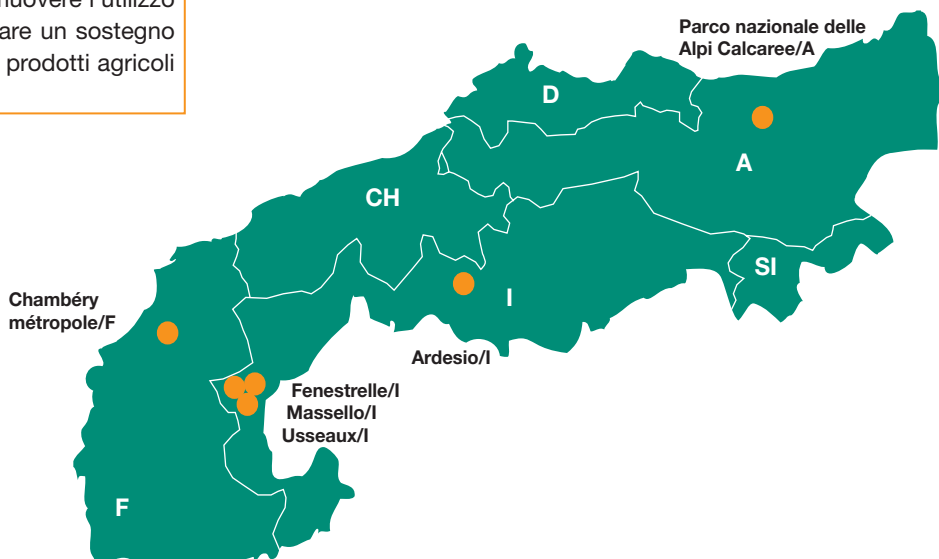 nuovere l'utilizzo
are un sostegno
prodotti agricoli
Parco nazionale delle
Alpi Calcaree/A
D
A
CH
SI
I
Chambéry
métropole/F
Ardesio/I
Fenestrelle/I
Massello/I
Usseaux/I
F